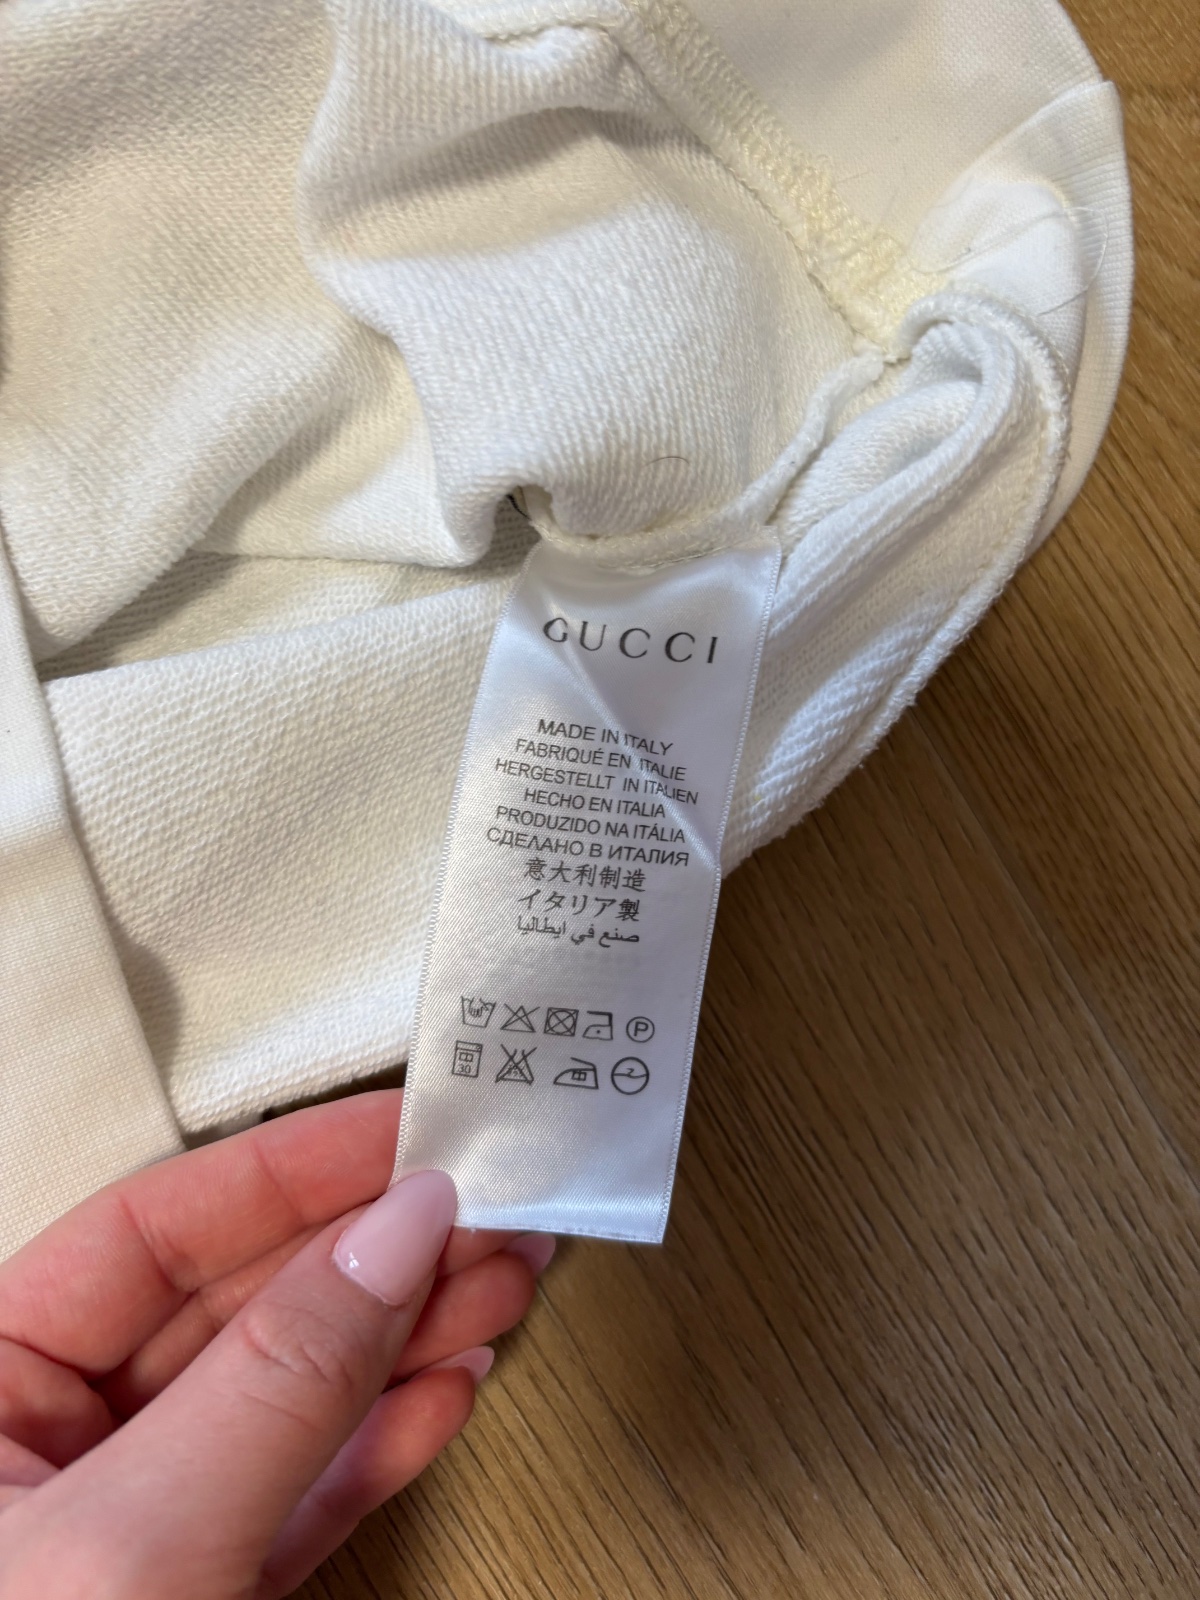 GUCCI
MADE IN ITALY
FABRIQUÉ EN ITALIE
HERGESTELLT IN ITALIEN
HECHO EN ITALIA
PRODUZIDO NA ITÁLIA
СДЕЛАНО В ИТАЛИЯ
意大利制造
イタリア製
صنع في ايطاليا
P
30